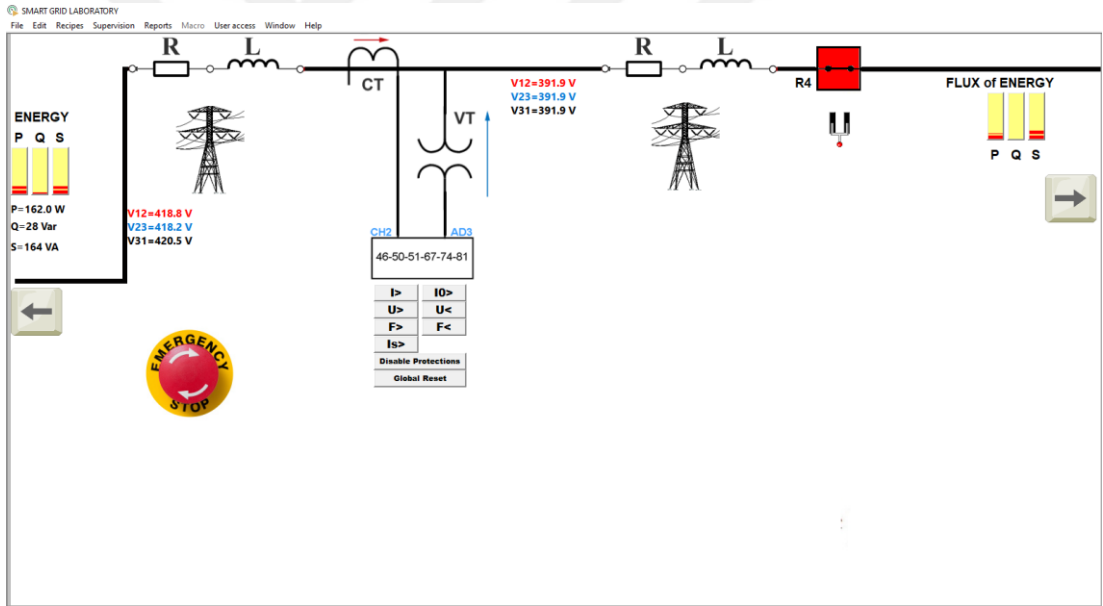 SMART GRID LABORATORY
File Edit Recipes Supervision Reports Macro User access Window Help
R L
CT
VT
V12=391.9 V
V23=391.9 V
V31=391.9 V
R L
R4
FLUX of ENERGY
P Q S
ENERGY
P Q S
P=162.0 W
Q=28 Var
S=164 VA
V12=418.8 V
V23=418.2 V
V31=420.5 V
CH2 AD3
46-50-51-67-74-81
I> I0>
U> U<
F> F<
Is>
Disable Protections
Global Reset
EMERGENCY
STOP